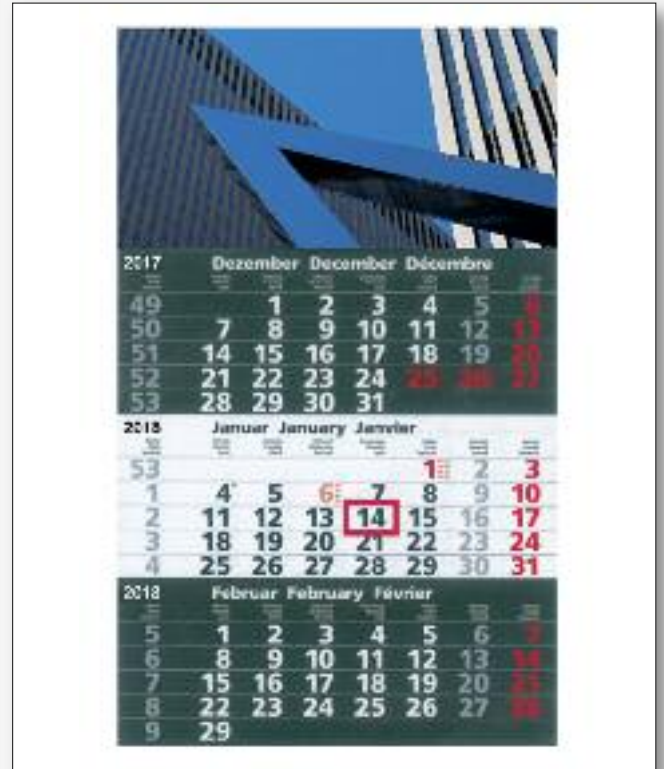 2017 Dezember December Décembre
49 1 2 3 4 5 6
50 7 8 9 10 11 12 13
51 14 15 16 17 18 19 20
52 21 22 23 24 25 26 27
53 28 29 30 31
2018 Januar January Janvier
53 1 2 3
1 4 5 6 7 8 9 10
2 11 12 13 14 15 16 17
3 18 19 20 21 22 23 24
4 25 26 27 28 29 30 31
2018 Februar February Février
5 1 2 3 4 5 6 7
6 8 9 10 11 12 13 14
7 15 16 17 18 19 20 21
8 22 23 24 25 26 27 28
9 29